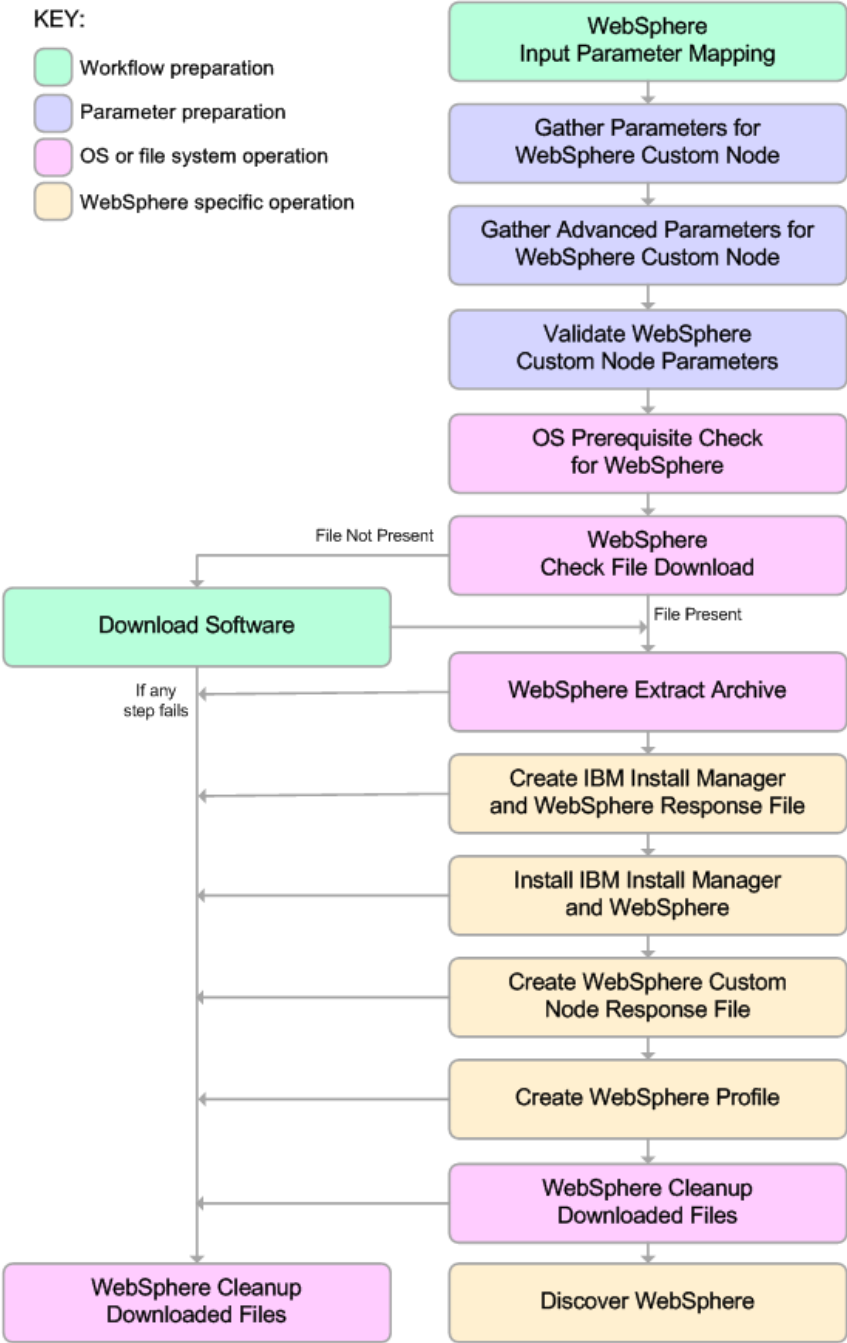 KEY:
Workflow preparation
Parameter preparation
OS or file system operation
WebSphere specific operation
WebSphere
Input Parameter Mapping
Gather Parameters for
WebSphere Custom Node
Gather Advanced Parameters for
WebSphere Custom Node
Validate WebSphere
Custom Node Parameters
OS Prerequisite Check
for WebSphere
File Not Present
WebSphere
Check File Download
File Present
Download Software
If any
step fails
WebSphere Extract Archive
Create IBM Install Manager
and WebSphere Response File
Install IBM Install Manager
and WebSphere
Create WebSphere Custom
Node Response File
Create WebSphere Profile
WebSphere Cleanup
Downloaded Files
WebSphere Cleanup
Downloaded Files
Discover WebSphere